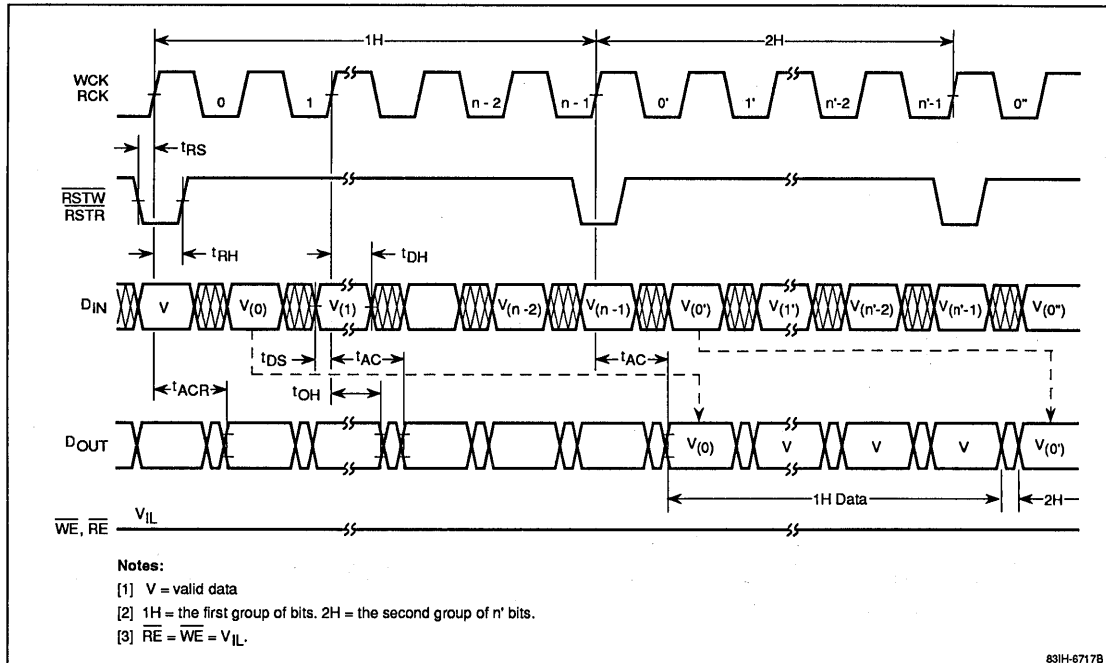 1H
2H
WCK
RCK
0
1
n - 2
n - 1
0'
1'
n'-2
n'-1
0"
tRS
RSTW
RSTR
tRH
tDH
DIN
V
V(0)
V(1)
V(n -2)
V(n -1)
V(0')
V(1')
V(n'-2)
V(n'-1)
V(0")
tDS
tAC
tAC
tACR
tOH
DOUT
V(0)
V
V
V
V(0')
1H Data
2H
VIL
WE, RE
Notes:
[1] V = valid data
[2] 1H = the first group of bits. 2H = the second group of n' bits.
[3] RE = WE = VIL.
83IH-6717B